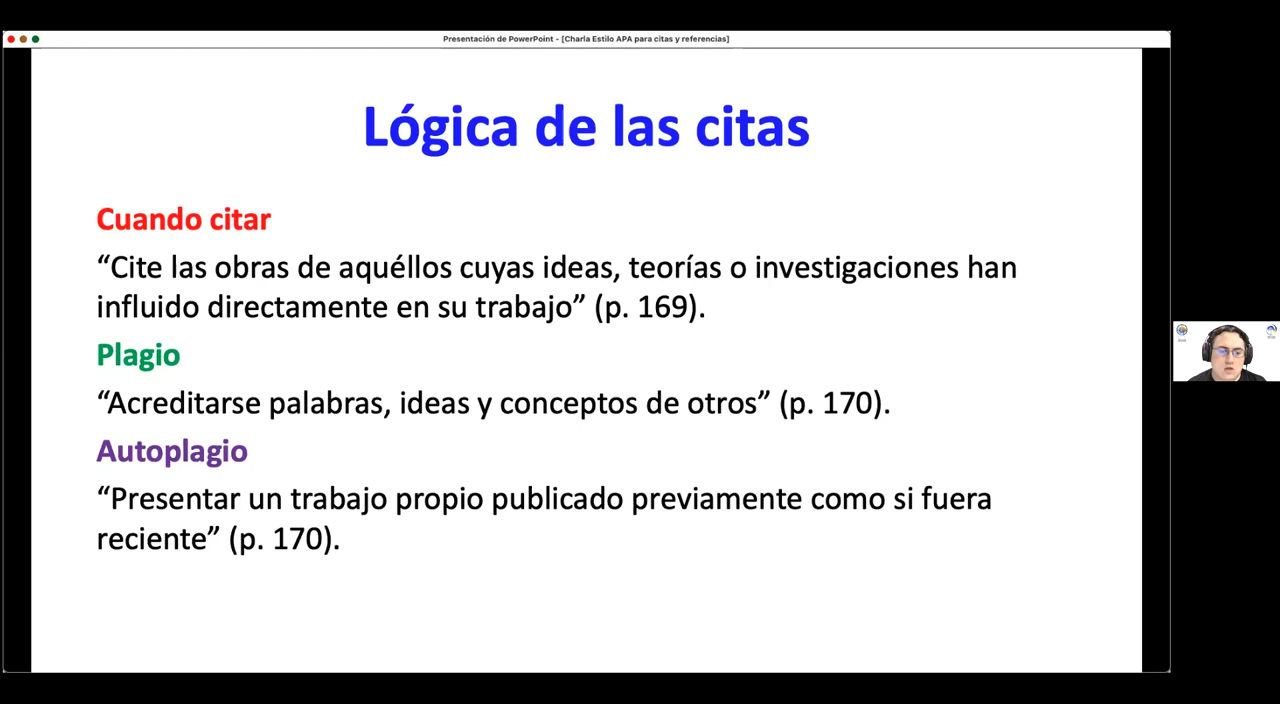 Presentación de PowerPoint - [Charla Estilo APA para citas y referencias]
Lógica de las citas
Cuando citar
“Cite las obras de aquéllos cuyas ideas, teorías o investigaciones han
influido directamente en su trabajo” (p. 169).
Plagio
“Acreditarse palabras, ideas y conceptos de otros” (p. 170).
Autoplagio
“Presentar un trabajo propio publicado previamente como si fuera
reciente” (p. 170).